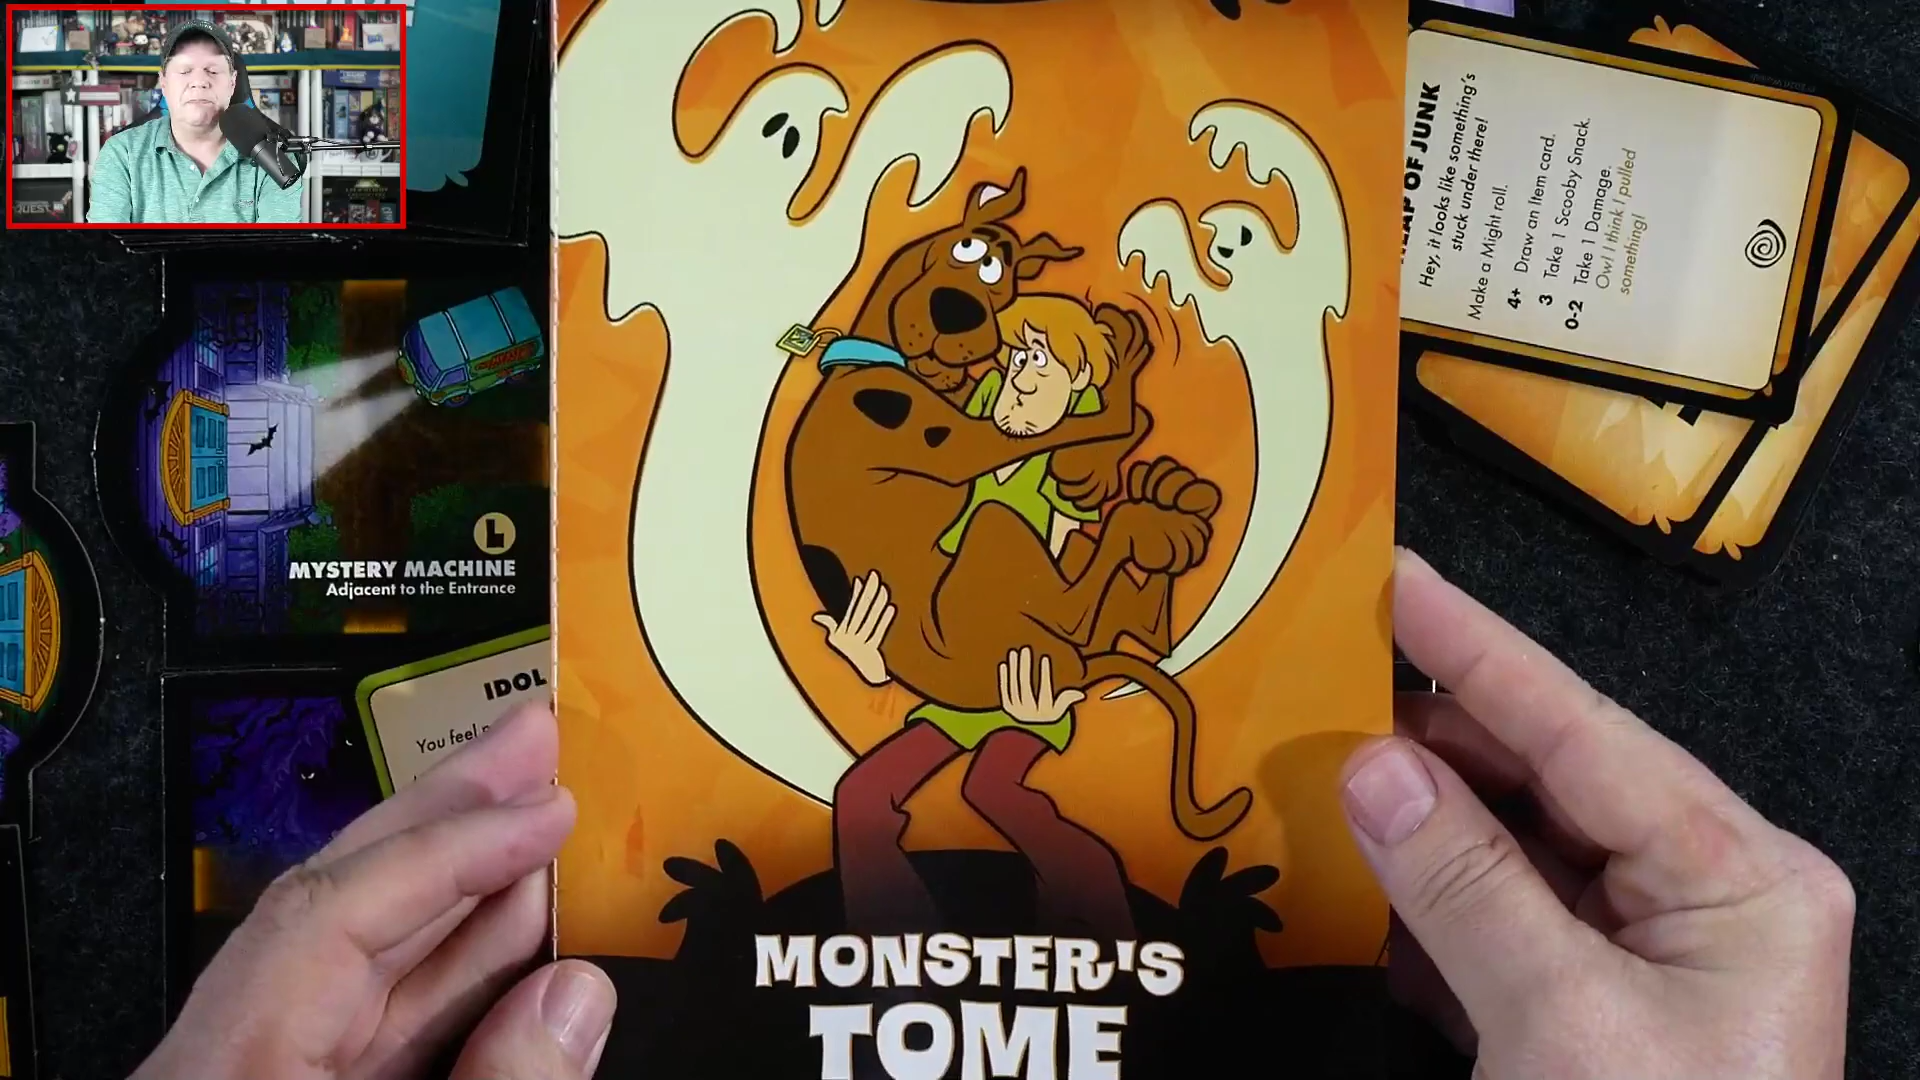 MYSTERY MACHINE
Adjacent to the Entrance
L
IDOL
You feel
MONSTER'S
TOME
HEAP OF JUNK
Hey, it looks like something's
stuck under there!
Make a Might roll.
4+ Draw an Item card.
3 Take 1 Scooby Snack.
0-2 Take 1 Damage.
Ow! I think I pulled
something!